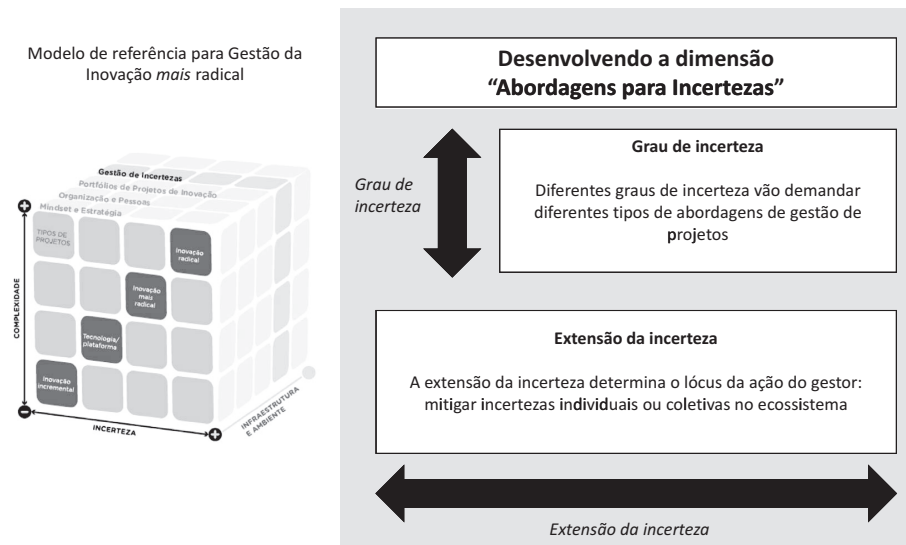 Modelo de referência para Gestão da
Inovação mais radical
Gestão de Incertezas
Portfólios de Projetos de Inovação
Organização e Pessoas
Mindset e Estratégia
TIPOS DE
PROJETOS
Inovação
radical
Inovação
mais
radical
Tecnologia/
plataforma
Inovação
incremental
COMPLEXIDADE
INCERTEZA
INFRAESTRUTURA
E AMBIENTE
Desenvolvendo a dimensão
“Abordagens para Incertezas”
Grau de
incerteza
Grau de incerteza
Diferentes graus de incerteza vão demandar
diferentes tipos de abordagens de gestão de
projetos
Extensão da incerteza
A extensão da incerteza determina o lócus da ação do gestor:
mitigar incertezas individuais ou coletivas no ecossistema
Extensão da incerteza